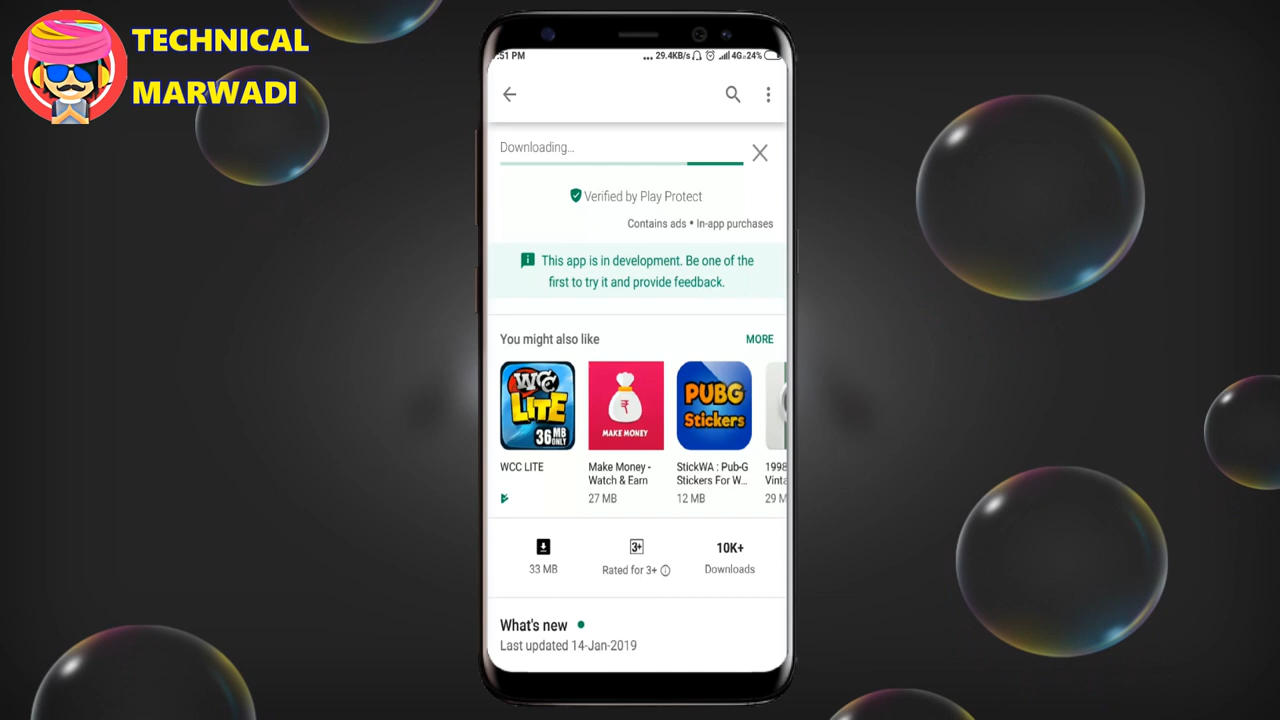 TECHNICAL
MARWADI
:51 PM
... 29.4KB/s 4G 24%
Downloading...
Verified by Play Protect
Contains ads • In-app purchases
This app is in development. Be one of the
first to try it and provide feedback.
You might also like
MORE
WCC
LITE
36 MB
ONLY
₹
MAKE MONEY
PUBG
Stickers
WCC LITE
Make Money -
Watch & Earn
27 MB
StickWA : Pub-G
Stickers For W...
12 MB
1998
Vinta
29 M
33 MB
3+
Rated for 3+
10K+
Downloads
What's new
Last updated 14-Jan-2019